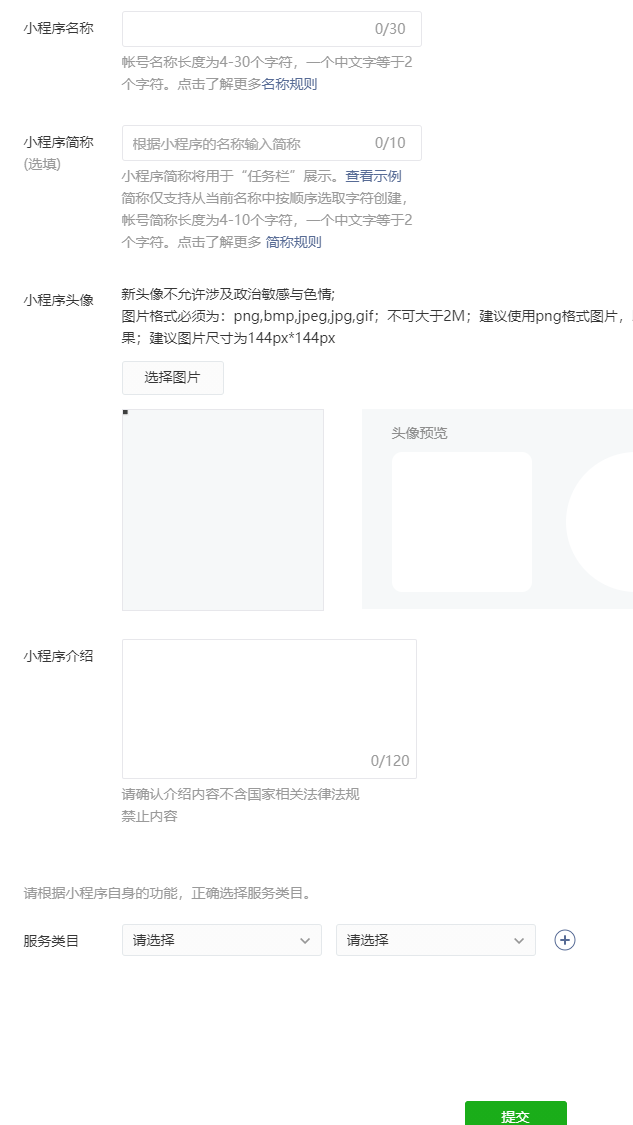 小程序名称
0/30
帐号名称长度为4-30个字符，一个中文字等于2
个字符。点击了解更多名称规则
小程序简称
(选填)
根据小程序的名称输入简称
0/10
小程序简称将用于“任务栏”展示。查看示例
简称仅支持从当前名称中按顺序选取字符创建，
帐号简称长度为4-10个字符，一个中文字等于2
个字符。点击了解更多 简称规则
小程序头像
新头像不允许涉及政治敏感与色情;
图片格式必须为：png,bmp,jpeg,jpg,gif；不可大于2M；建议使用png格式图片，
果；建议图片尺寸为144px*144px
选择图片
头像预览
小程序介绍
0/120
请确认介绍内容不含国家相关法律法规
禁止内容
请根据小程序自身的功能，正确选择服务类目。
服务类目
请选择
请选择
提交